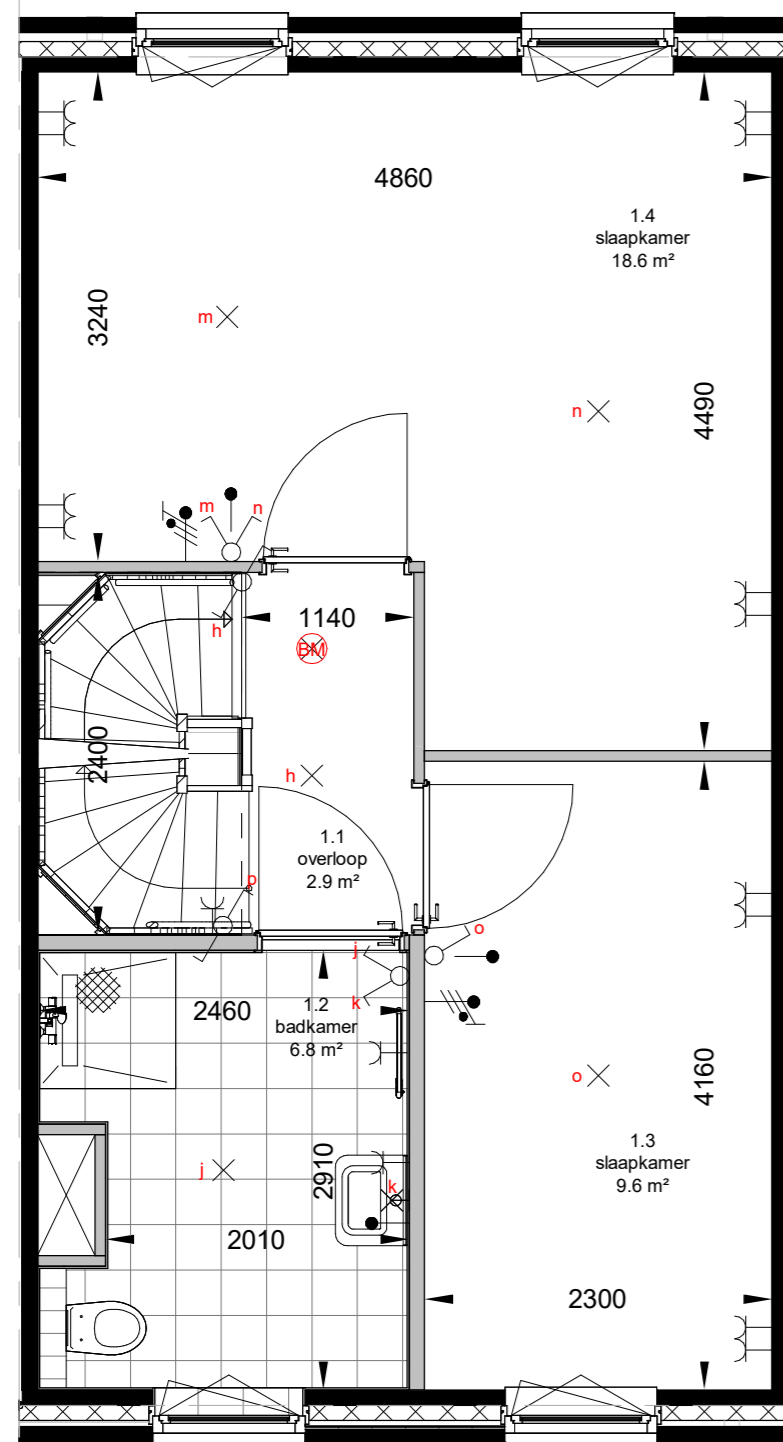 4860
1.4
slaapkamer
18.6 m²
3240
m
n
4490
m
n
h
1140
BM
2400
h
1.1
overloop
2.9 m²
p
o
j
k
2460
1.2
badkamer
6.8 m²
o
4160
1.3
slaapkamer
9.6 m²
j
2910
k
2010
2300